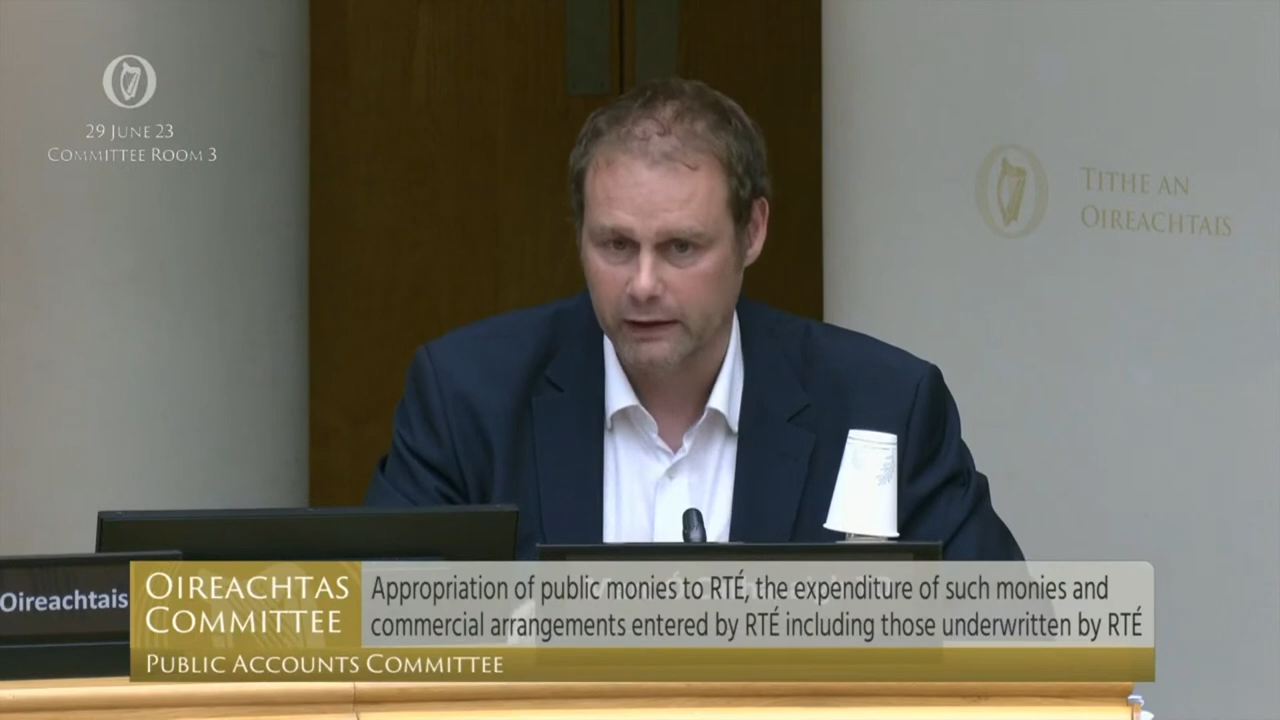 29 June 23
Committee Room 3
Tithe an
Oireachtais
Oireachtais
Oireachtas
Committee
Appropriation of public monies to RTÉ, the expenditure of such monies and
commercial arrangements entered by RTÉ including those underwritten by RTÉ
Public Accounts Committee